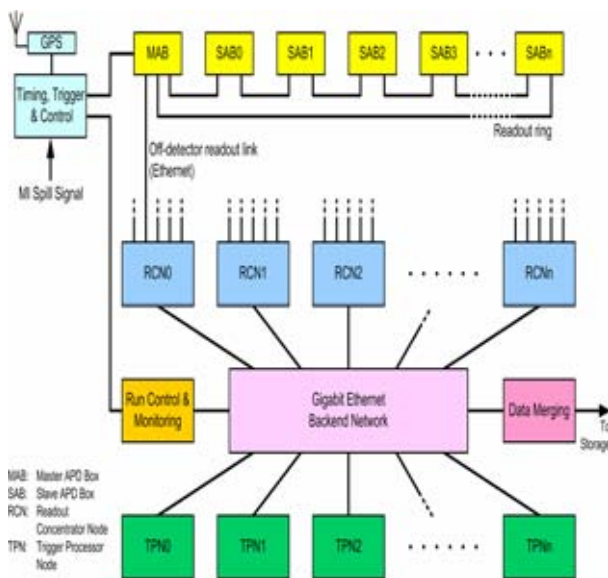 GPS
MAB
SAB0
SAB1
SAB2
SAB3
SABn
Timing, Trigger
& Control
Readout ring
Off-detector readout link
(Ethernet)
MI Spill Signal
RCN0
RCN1
RCN2
RCNn
Run Control &
Monitoring
Gigabit Ethernet
Backend Network
Data Merging
To
Storage
MAB: Master APD Box
SAB: Slave APD Box
RCN: Readout
Concentrator Node
TPN: Trigger Processor
Node
TPN0
TPN1
TPN2
TPNn